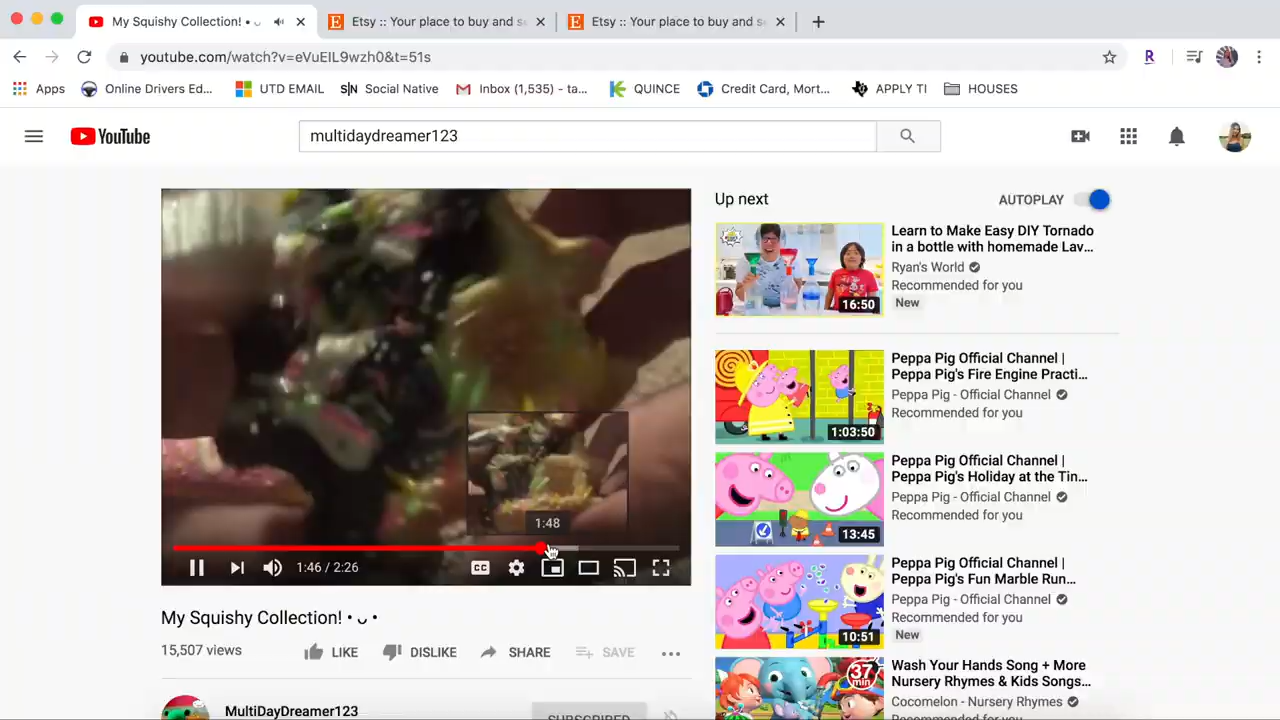 My Squishy Collection! • ᴗ •
Etsy :: Your place to buy and s
Etsy :: Your place to buy and s
youtube.com/watch?v=eVuEIL9wzh0&t=51s
R
Apps
Online Drivers Ed...
UTD EMAIL
S|N Social Native
Inbox (1,535) - ta...
QUINCE
Credit Card, Mort...
APPLY TI
HOUSES
YouTube
multidaydreamer123
Up next
AUTOPLAY
Learn to Make Easy DIY Tornado
in a bottle with homemade Lav...
Ryan's World
Recommended for you
New
16:50
Peppa Pig Official Channel |
Peppa Pig's Fire Engine Practi...
Peppa Pig - Official Channel
Recommended for you
1:03:50
Peppa Pig Official Channel |
Peppa Pig's Holiday at the Tin...
Peppa Pig - Official Channel
Recommended for you
13:45
Peppa Pig Official Channel |
Peppa Pig's Fun Marble Run...
Peppa Pig - Official Channel
Recommended for you
New
10:51
Wash Your Hands Song + More
Nursery Rhymes & Kids Songs...
Cocomelon - Nursery Rhymes
37
min
1:48
1:46 / 2:26
CC
My Squishy Collection! • ᴗ •
15,507 views
LIKE
DISLIKE
SHARE
SAVE
MultiDayDreamer123
SUBSCRIBED